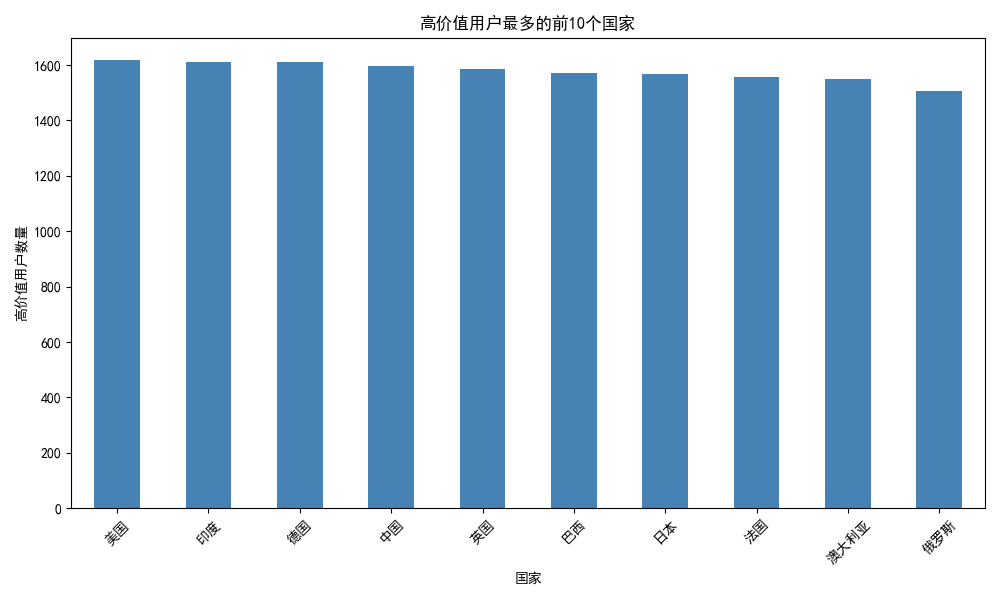 高价值用户最多的前10个国家
高价值用户数量
1600
1400
1200
1000
800
600
400
200
0
美国
印度
德国
中国
英国
巴西
日本
法国
澳大利亚
俄罗斯
国家